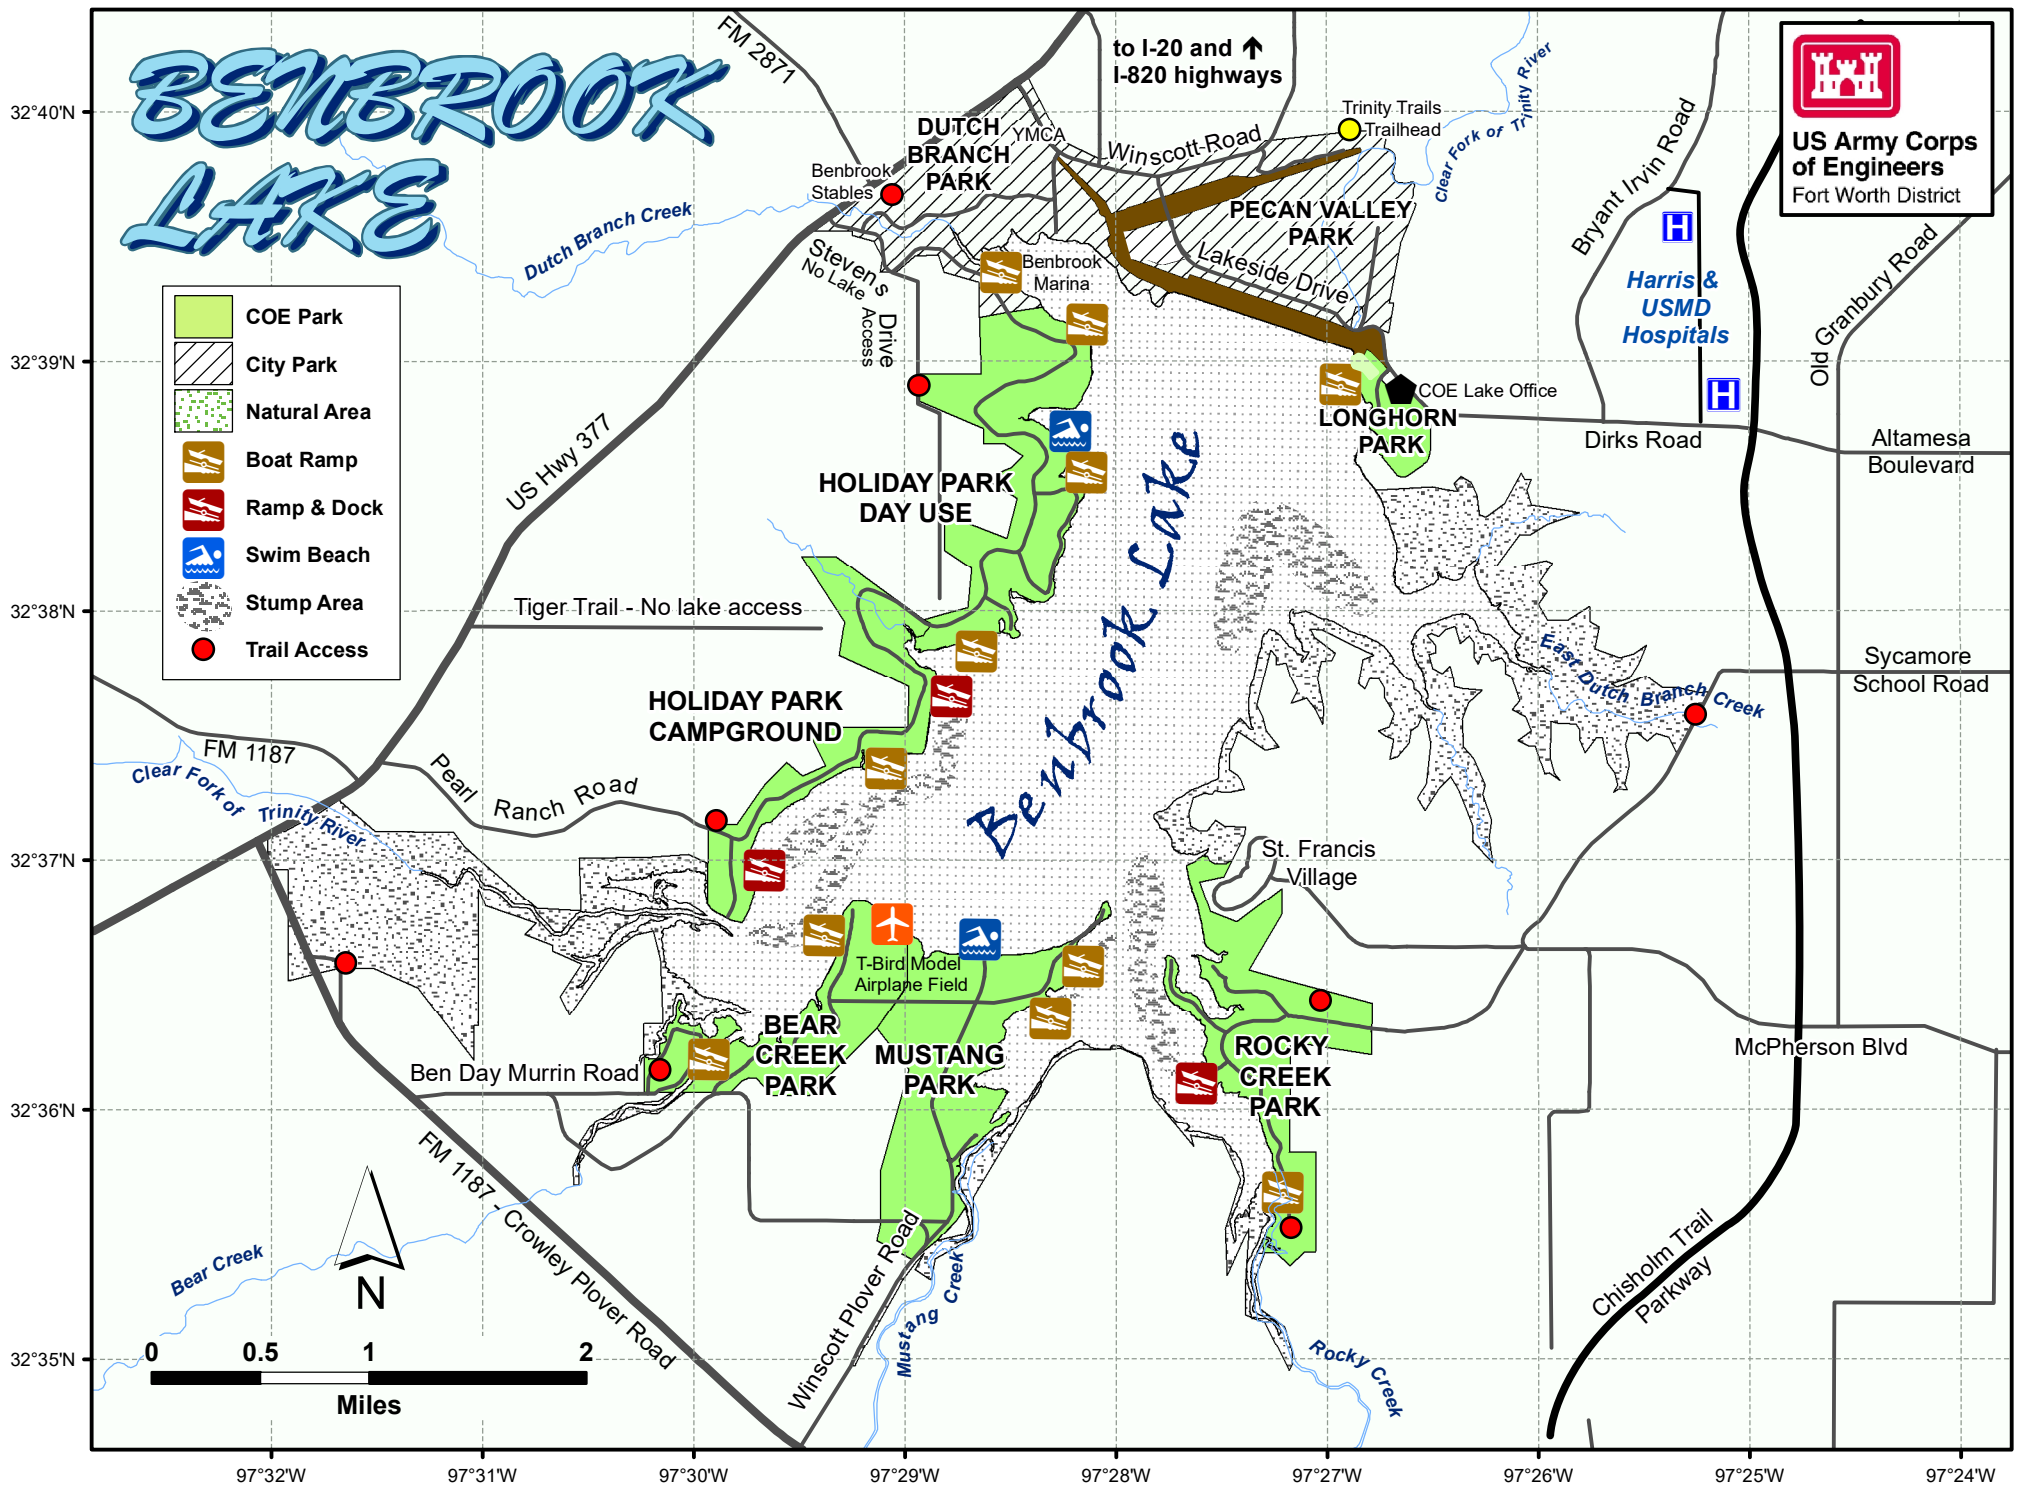 BENBROOK
LAKE
to I-20 and ↑
I-820 highways
US Army Corps
of Engineers
Fort Worth District
COE Park
City Park
Natural Area
Boat Ramp
Ramp & Dock
Swim Beach
Stump Area
Trail Access
FM 2871
DUTCH
BRANCH
PARK
YMCA
Winscott Road
Trinity Trails
Trailhead
Clear Fork of Trinity River
Bryant Irvin Road
Benbrook
Stables
Dutch Branch Creek
PECAN VALLEY
PARK
Lakeside Drive
Stevens Drive
No Lake Access
Benbrook
Marina
H
Harris &
USMD
Hospitals
H
Old Granbury Road
COE Lake Office
LONGHORN
PARK
Dirks Road
Altamesa
Boulevard
US Hwy 377
HOLIDAY PARK
DAY USE
Benbrook Lake
Tiger Trail - No lake access
East Dutch Branch Creek
Sycamore
School Road
HOLIDAY PARK
CAMPGROUND
FM 1187
Pearl Ranch Road
Clear Fork of Trinity River
St. Francis
Village
T-Bird Model
Airplane Field
BEAR
CREEK
PARK
MUSTANG
PARK
ROCKY
CREEK
PARK
McPherson Blvd
Ben Day Murrin Road
FM 1187 - Crowley Plover Road
Winscott Plover Road
Mustang Creek
Bear Creek
Rocky Creek
Chisholm Trail
Parkway
N
0 0.5 1 2
Miles
32°40'N
32°39'N
32°38'N
32°37'N
32°36'N
32°35'N
97°32'W 97°31'W 97°30'W 97°29'W 97°28'W 97°27'W 97°26'W 97°25'W 97°24'W